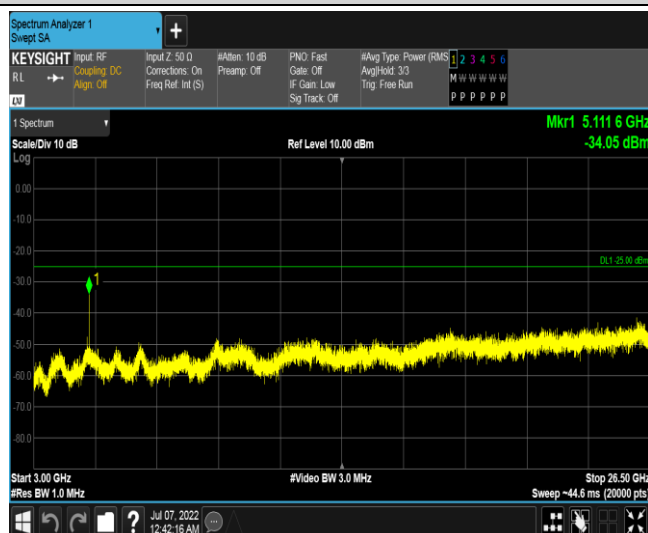 Spectrum Analyzer 1
Swept SA
+
KEYSIGHT
RL
LXI
Input: RF
Coupling: DC
Align: Off
Input Z: 50 Ω
Corrections: On
Freq Ref: Int (S)
#Atten: 10 dB
Preamp: Off
PNO: Fast
Gate: Off
IF Gain: Low
Sig Track: Off
#Avg Type: Power (RMS
Avg|Hold: 3/3
Trig: Free Run
1 2 3 4 5 6
M W W W W W
P P P P P P
1 Spectrum
Mkr1 5.111 6 GHz
Scale/Div 10 dB
Ref Level 10.00 dBm
-34.05 dBm
Log
0.00
-10.0
-20.0
DL1 -25.00 dBm
1
-30.0
-40.0
-50.0
-60.0
-70.0
-80.0
Start 3.00 GHz
#Video BW 3.0 MHz
Stop 26.50 GHz
#Res BW 1.0 MHz
Sweep ~44.6 ms (20000 pts)
?
Jul 07, 2022
12:42:16 AM